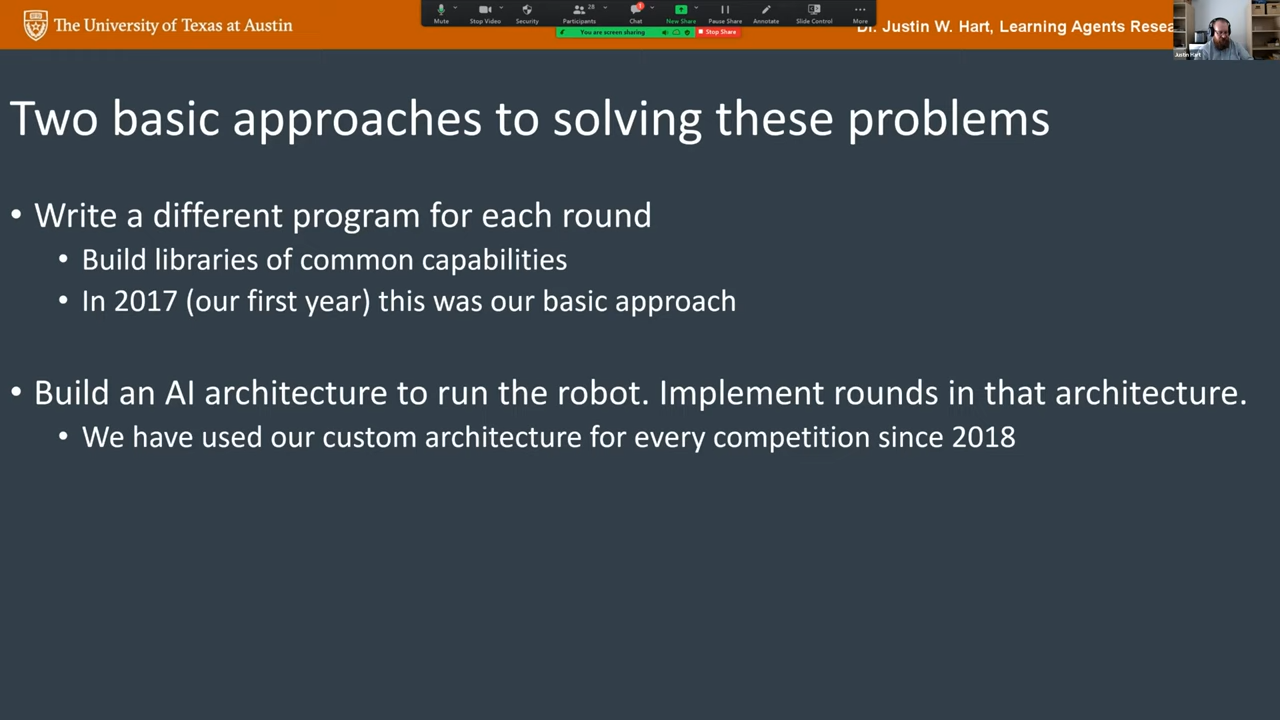 The University of Texas at Austin
Mute
Stop Video
Security
28
Participants
1
Chat
New Share
Pause Share
Annotate
Slide Control
More
You are screen sharing
Stop Share
Dr. Justin W. Hart, Learning Agents Resea
Justin Hart
Two basic approaches to solving these problems
• Write a different program for each round
• Build libraries of common capabilities
• In 2017 (our first year) this was our basic approach
• Build an AI architecture to run the robot. Implement rounds in that architecture.
• We have used our custom architecture for every competition since 2018